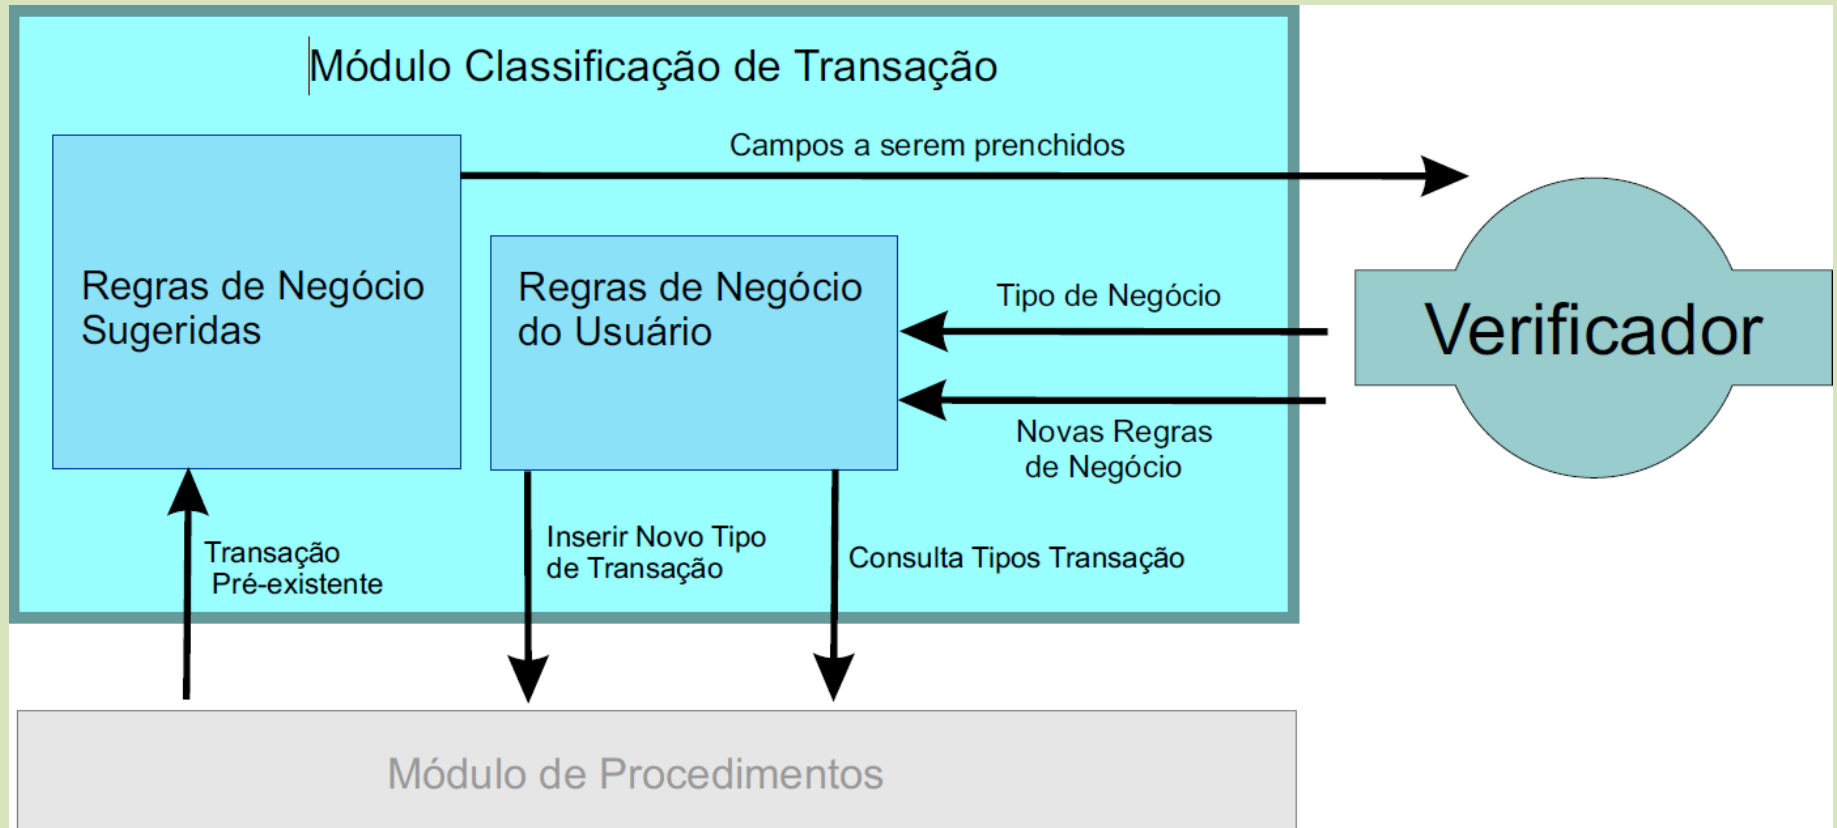 Módulo Classificação de Transação
Campos a serem prenchidos
Regras de Negócio
Sugeridas
Regras de Negócio
do Usuário
Tipo de Negócio
Verificador
Novas Regras
de Negócio
Transação
Pré-existente
Inserir Novo Tipo
de Transação
Consulta Tipos Transação
Módulo de Procedimentos